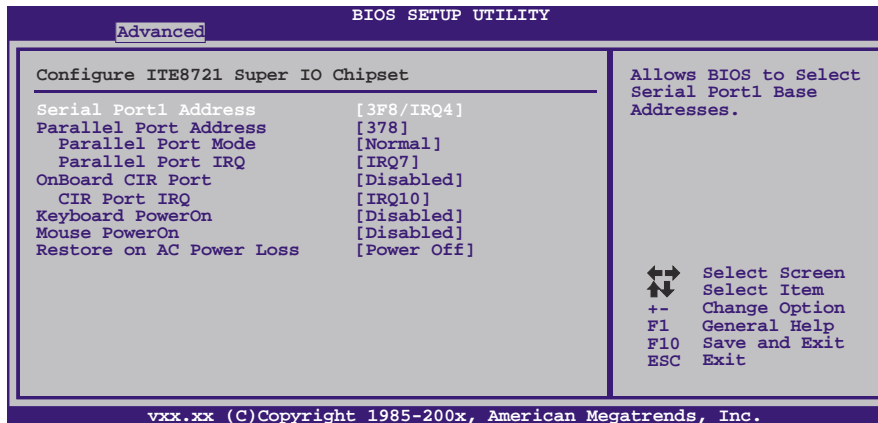 BIOS SETUP UTILITY
Advanced
Configure ITE8721 Super IO Chipset
Serial Port1 Address [3F8/IRQ4]
Parallel Port Address [378]
Parallel Port Mode [Normal]
Parallel Port IRQ [IRQ7]
OnBoard CIR Port [Disabled]
CIR Port IRQ [IRQ10]
Keyboard PowerOn [Disabled]
Mouse PowerOn [Disabled]
Restore on AC Power Loss [Power Off]
Allows BIOS to Select
Serial Port1 Base
Addresses.
Select Screen
Select Item
+- Change Option
F1 General Help
F10 Save and Exit
ESC Exit
vxx.xx (C)Copyright 1985-200x, American Megatrends, Inc.